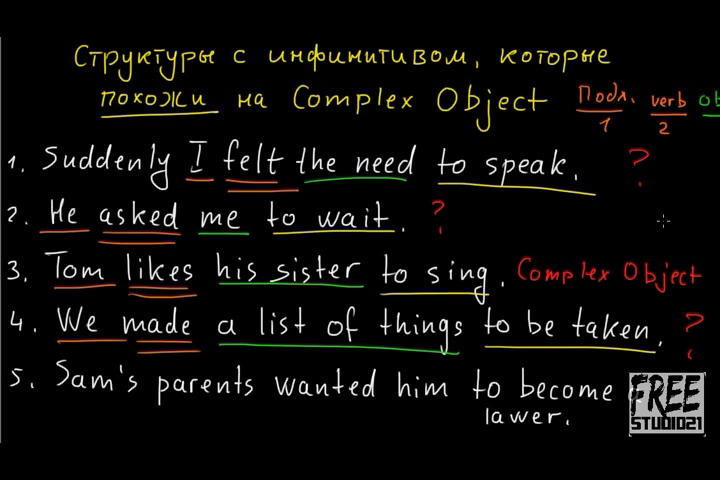 Структуры с инфинитивом, которые
похожи на Complex Object Подл. verb ob
1 2
1. Suddenly I felt the need to speak. ?
2. He asked me to wait. ?
3. Tom likes his sister to sing. Complex Object
4. We made a list of things to be taken. ?
5. Sam's parents wanted him to become
lawer.
FREE
STUDIO21